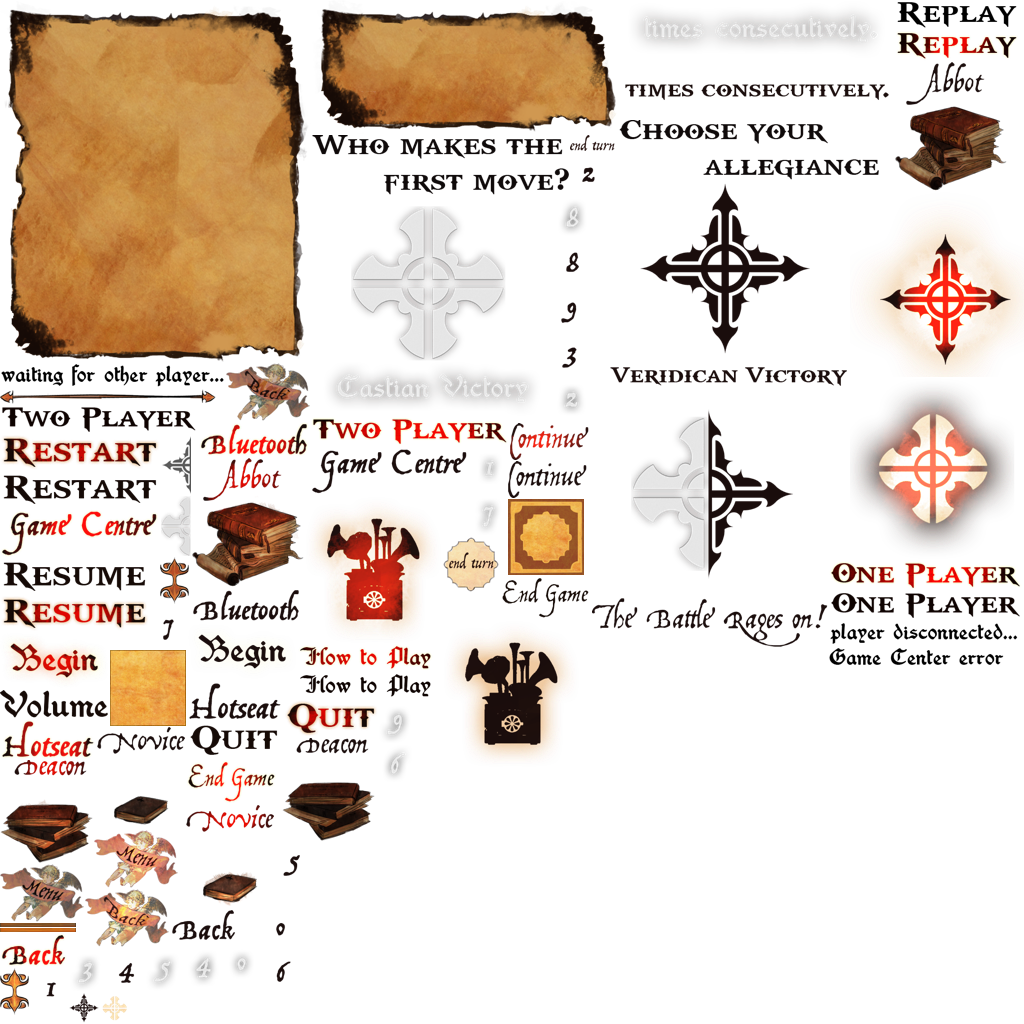 times consecutively.
Replay
Replay
Abbot
times consecutively.
Who makes the
first move?
end turn
2
Choose your
allegiance
8
8
9
3
waiting for other player...
Back
Castian Victory
2
Veridican Victory
Two Player
Restart
Restart
Game Centre
Resume
Resume
Bluetooth
Abbot
Two Player
Game Centre
1
7
Continue
Continue
end turn
End Game
Bluetooth
7
The Battle Rages on!
One Player
One Player
player disconnected...
Game Center error
Begin
Begin
How to Play
How to Play
Volume
Hotseat
Quit
9
Hotseat
Novice
Quit
Deacon
Deacon
6
End Game
Novice
Menu
5
Menu
Back
Back
0
Back
3
4
5
4
0
6
1